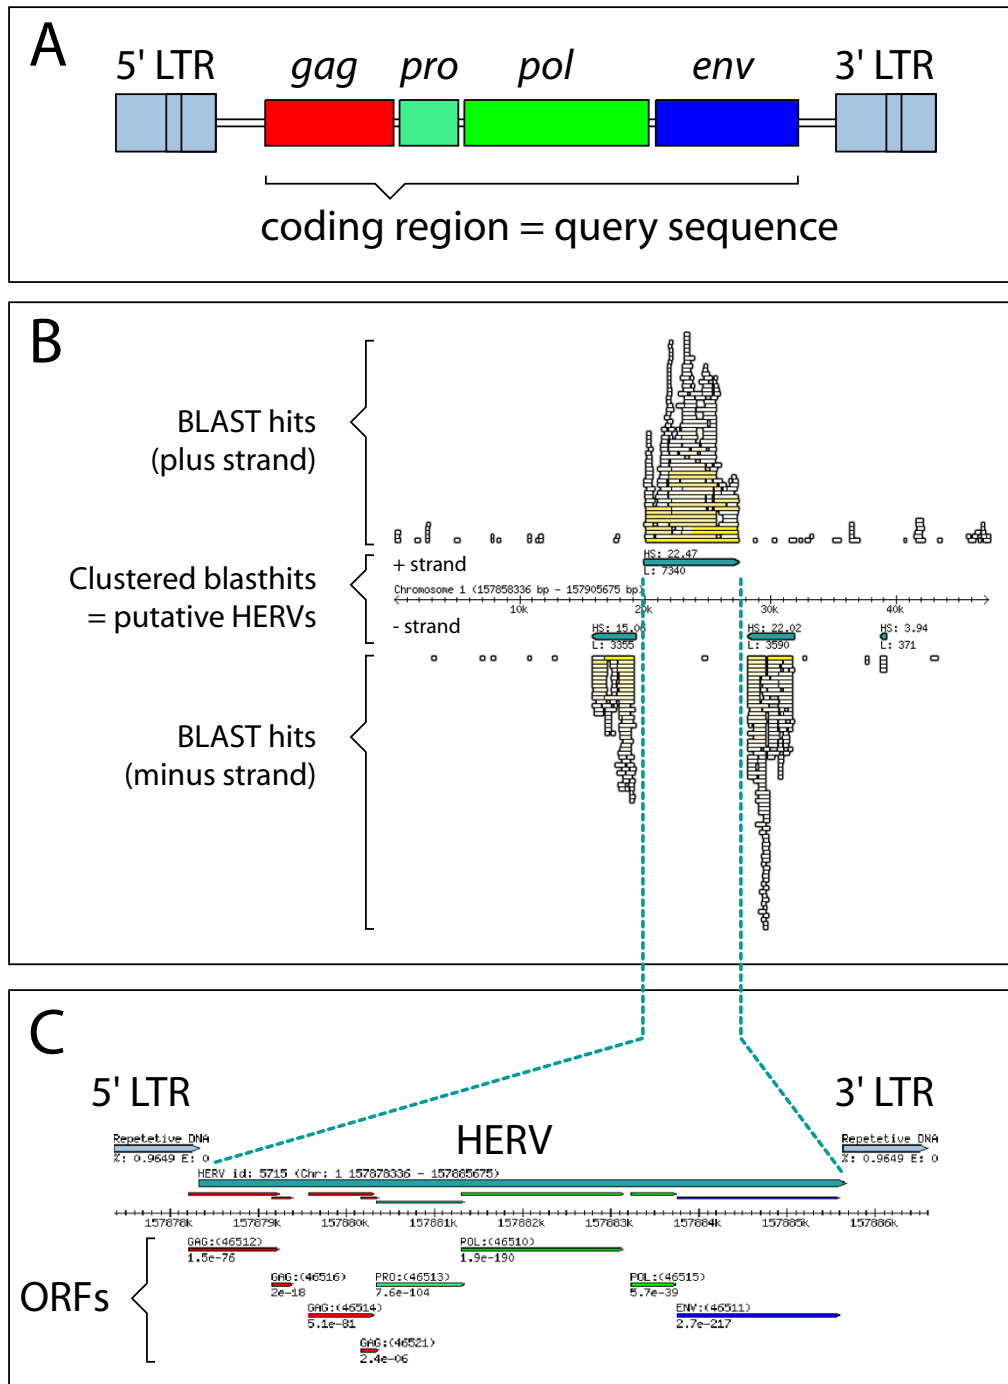 A
5' LTR gag pro pol env 3' LTR
coding region = query sequence
B
BLAST hits
(plus strand)
HS: 22.47
+ strand
L: 7340
Clustered blasthits
= putative HERVs
Chromosome 1 (157858336 bp - 157905675 bp)
10k 20k 30k 40k
- strand
HS: 15.06 HS: 22.02 HS: 3.94
L: 3355 L: 3590 L: 371
BLAST hits
(minus strand)
C
5' LTR HERV 3' LTR
Repetetive DNA Repetetive DNA
%: 0.9649 E: 0 %: 0.9649 E: 0
HERV id: 5715 (Chr: 1 157878336 - 157885675)
157878k 157879k 157880k 157881k 157882k 157883k 157884k 157885k 157886k
ORFs
GAG:(46512) POL:(46510)
1.5e-76 1.9e-190
GAG:(46516) PRO:(46513) POL:(46515)
2e-18 7.6e-104 5.7e-39
GAG:(46514) ENV:(46511)
5.1e-81 2.7e-217
GAG:(46521)
2.4e-06